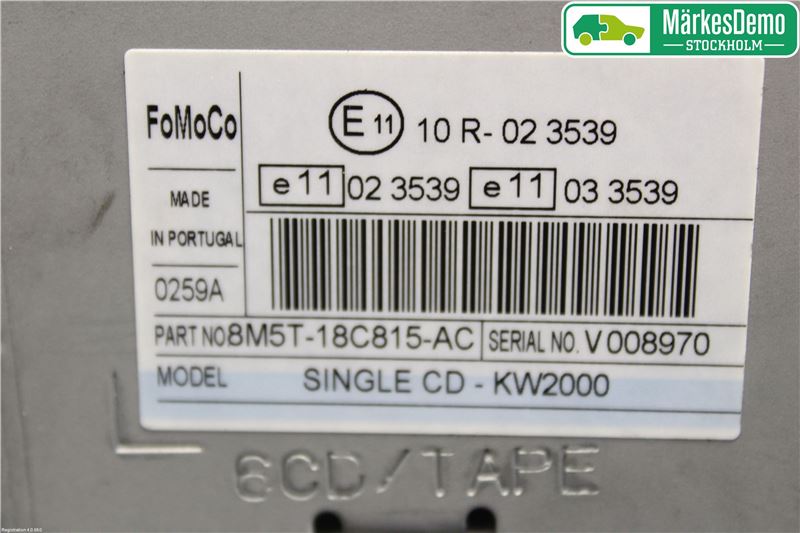 MärkesDemo
STOCKHOLM
FoMoCo
E 11 10 R- 02 3539
e 11 02 3539 e 11 03 3539
MADE
IN PORTUGAL
0259A
PART NO 8M5T-18C815-AC SERIAL NO. V008970
MODEL SINGLE CD - KW2000
6CD/TAPE